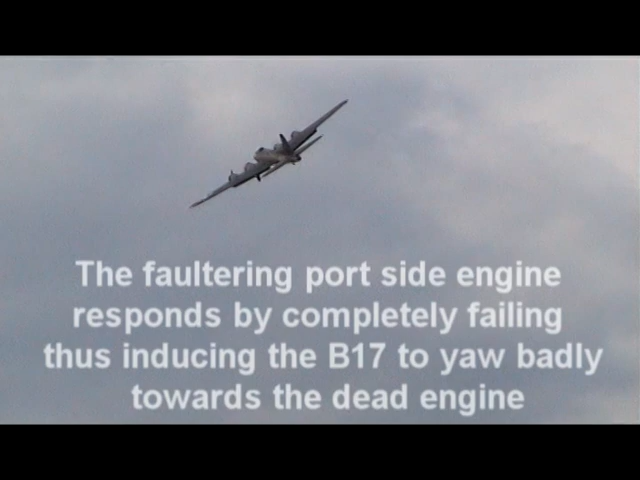 The faultering port side engine
responds by completely failing
thus inducing the B17 to yaw badly
towards the dead engine